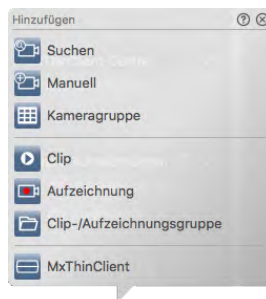 Hinzufügen
Suchen
Manuell
Kameragruppe
Clip
Aufzeichnung
Clip-/Aufzeichnungsgruppe
MxThinClient